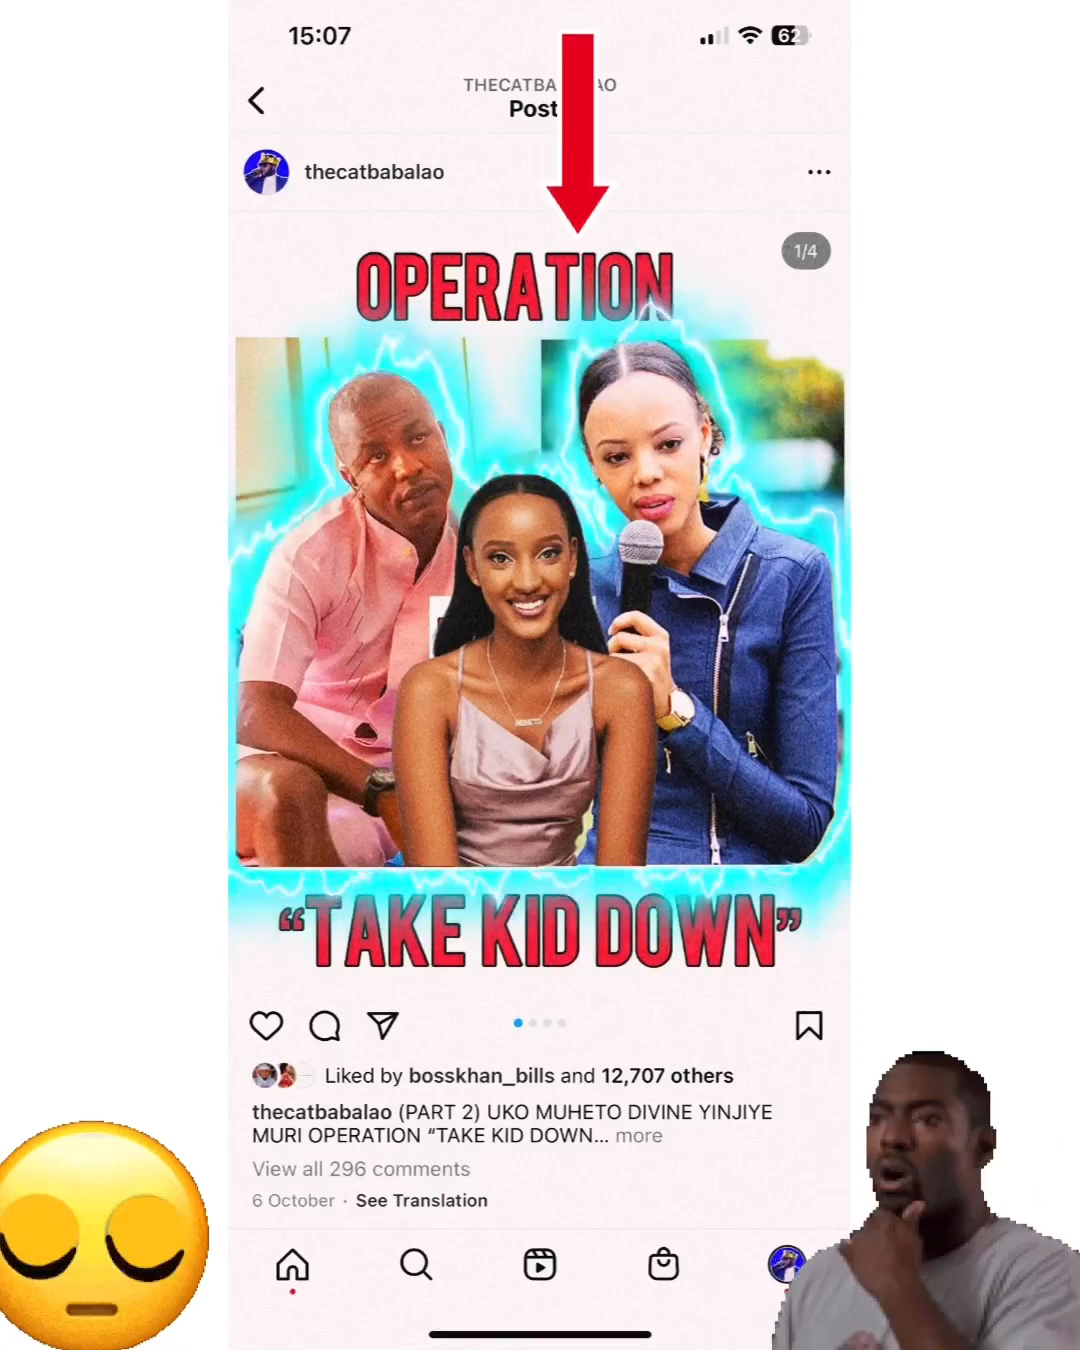 15:07
62
THECATBA AO
Post
thecatbabalao
1/4
OPERATION
“TAKE KID DOWN”
Liked by bosskhan_bills and 12,707 others
thecatbabalao (PART 2) UKO MUHETO DIVINE YINJIYE
MURI OPERATION “TAKE KID DOWN... more
View all 296 comments
6 October · See Translation